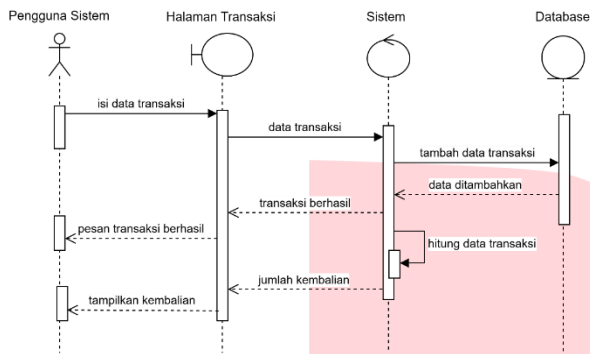 Pengguna Sistem
Halaman Transaksi
Sistem
Database
isi data transaksi
data transaksi
tambah data transaksi
data ditambahkan
transaksi berhasil
pesan transaksi berhasil
hitung data transaksi
jumlah kembalian
tampilkan kembalian